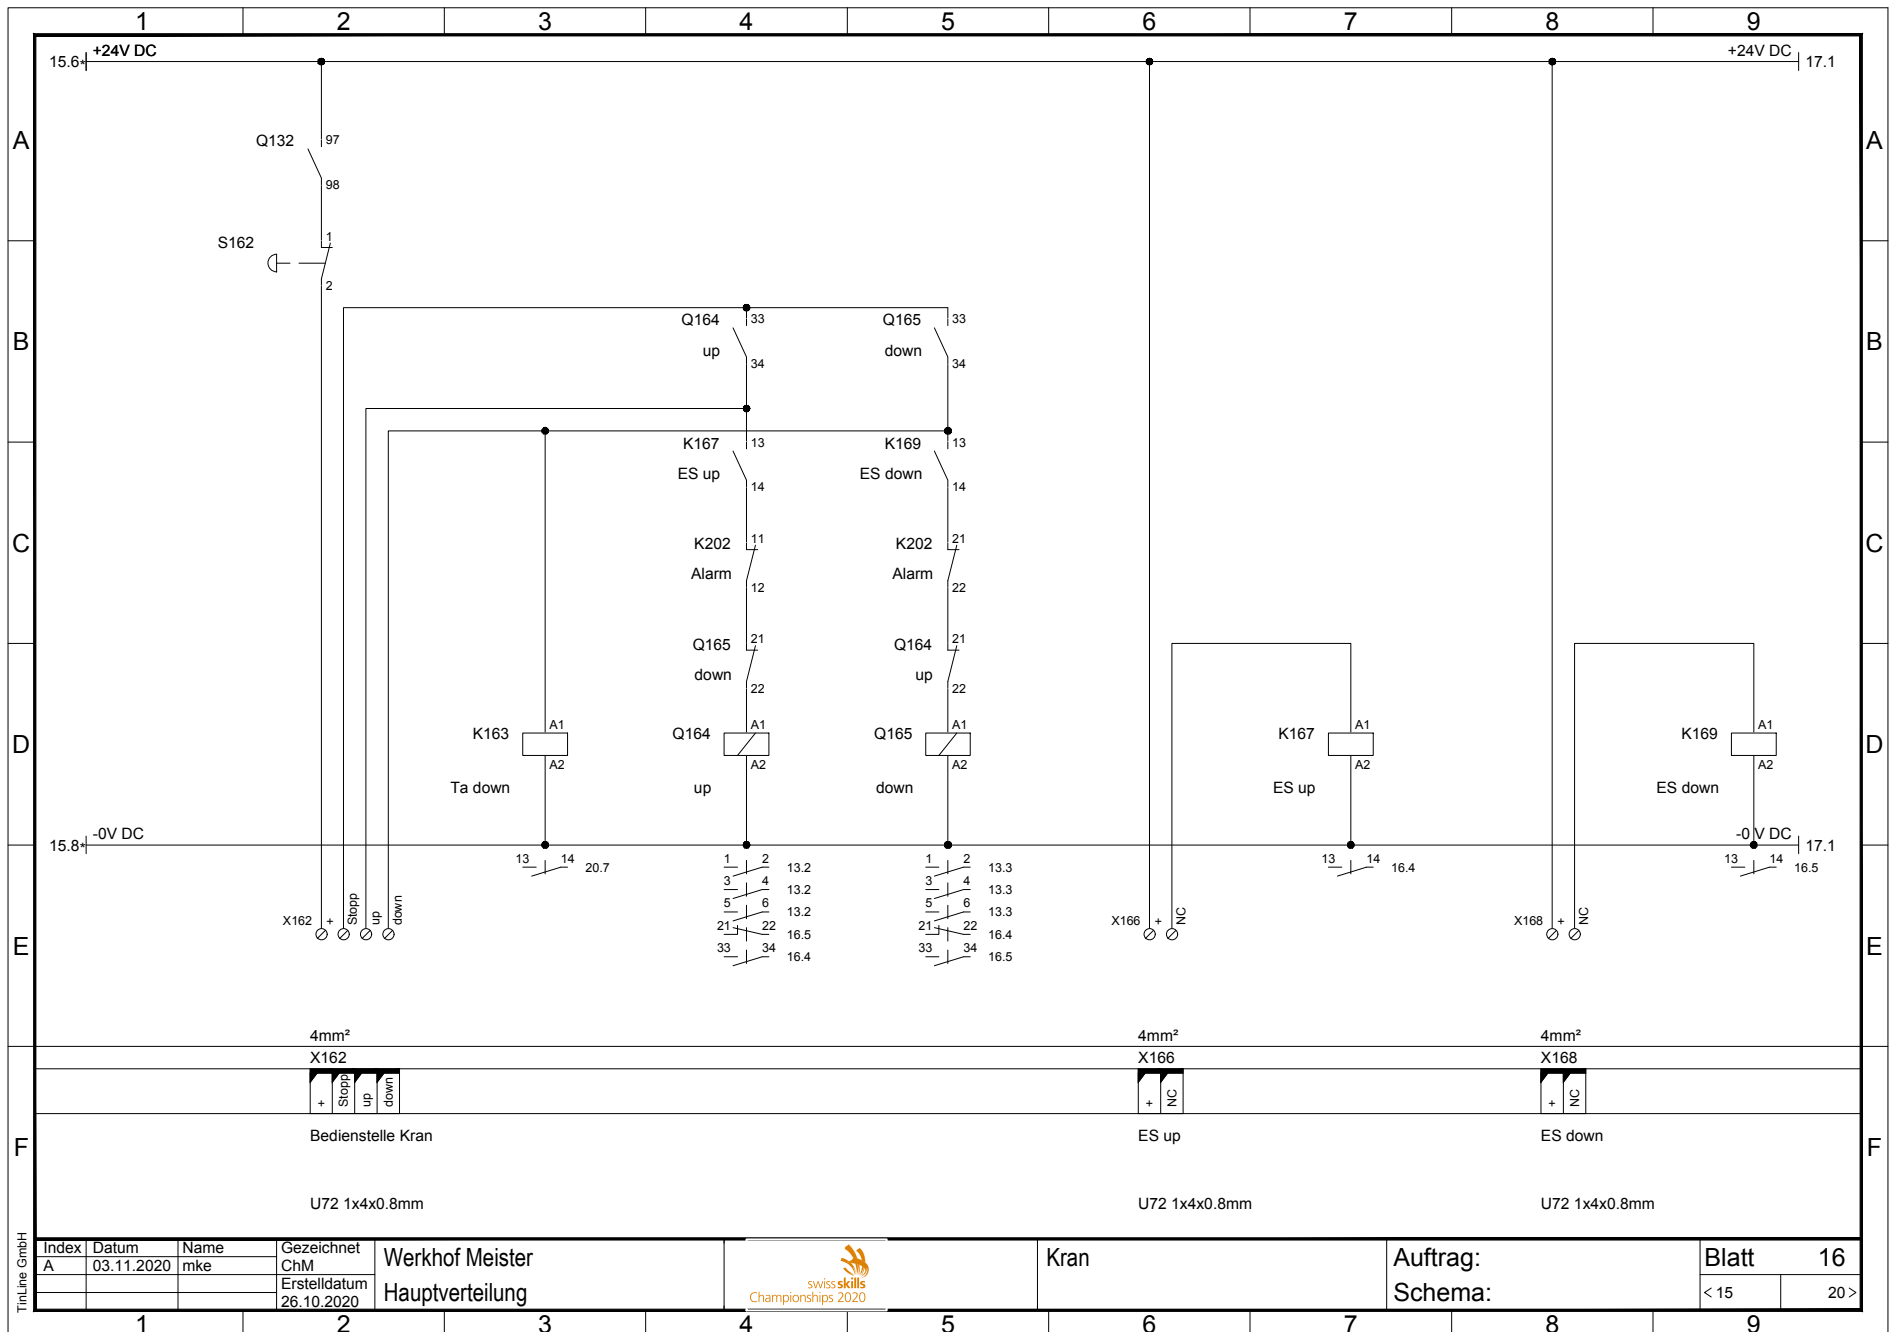 1 2 3 4 5 6 7 8 9
+24V DC +24V DC
15.6* 17.1
A A
Q132 97
98
S162 1
2
B B
Q164 33 Q165 33
up down
34 34
K167 13 K169 13
ES up ES down
14 14
C C
K202 11 K202 21
Alarm Alarm
12 22
Q165 21 Q164 21
down up
22 22
D D
K163 A1 Q164 A1 Q165 A1 K167 A1 K169 A1
A2 A2 A2 A2 A2
Ta down up down ES up ES down
-0V DC -0 V DC
15.8* 17.1
13 14 20.7 1 2 13.2 1 2 13.3 13 14 16.4 13 14 16.5
3 4 13.2 3 4 13.3
5 6 13.2 5 6 13.3
21 22 16.5 21 22 16.4
33 34 16.4 33 34 16.5
X162 + Stopp up down X166 + NC X168 + NC
E E
4mm² 4mm² 4mm²
X162 X166 X168
+ Stopp up down + NC + NC
Bedienstelle Kran ES up ES down
F F
U72 1x4x0.8mm U72 1x4x0.8mm U72 1x4x0.8mm
TinLine GmbH
Index Datum Name Gezeichnet
A 03.11.2020 mke ChM
Erstelldatum
26.10.2020
Werkhof Meister
Hauptverteilung
swiss skills
Championships 2020
Kran
Auftrag:
Schema:
Blatt 16
< 15 20 >
1 2 3 4 5 6 7 8 9